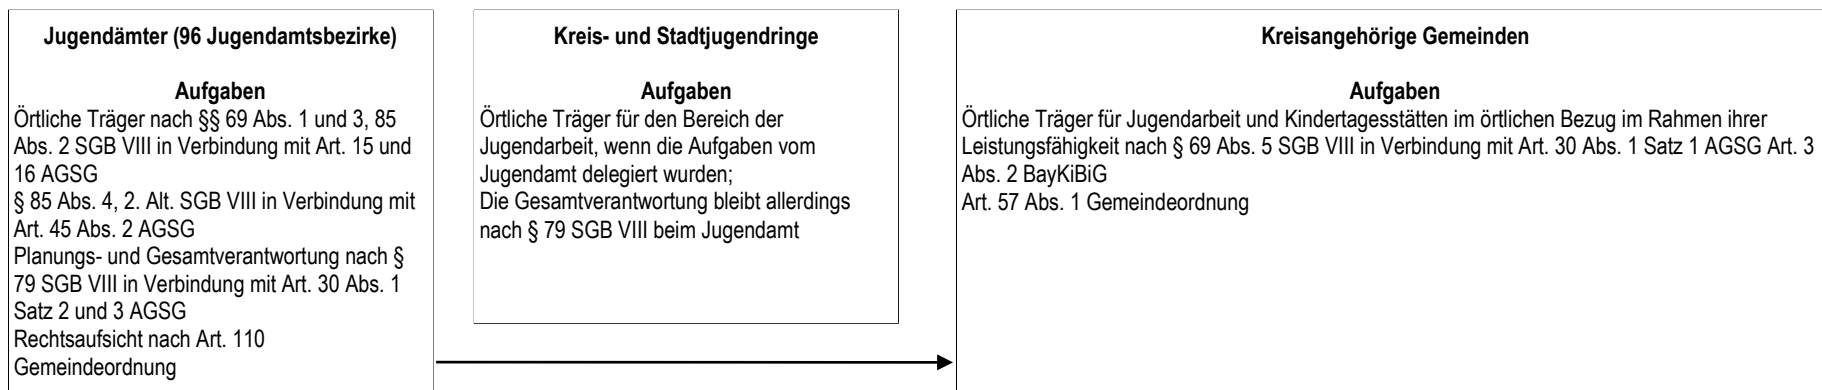 Jugendämter (96 Jugendamtsbezirke)
Aufgaben
Örtliche Träger nach §§ 69 Abs. 1 und 3, 85
Abs. 2 SGB VIII in Verbindung mit Art. 15 und
16 AGSG
§ 85 Abs. 4, 2. Alt. SGB VIII in Verbindung mit
Art. 45 Abs. 2 AGSG
Planungs- und Gesamtverantwortung nach §
79 SGB VIII in Verbindung mit Art. 30 Abs. 1
Satz 2 und 3 AGSG
Rechtsaufsicht nach Art. 110
Gemeindeordnung
Kreis- und Stadtjugendringe
Aufgaben
Örtliche Träger für den Bereich der
Jugendarbeit, wenn die Aufgaben vom
Jugendamt delegiert wurden;
Die Gesamtverantwortung bleibt allerdings
nach § 79 SGB VIII beim Jugendamt
Kreisangehörige Gemeinden
Aufgaben
Örtliche Träger für Jugendarbeit und Kindertagesstätten im örtlichen Bezug im Rahmen ihrer
Leistungsfähigkeit nach § 69 Abs. 5 SGB VIII in Verbindung mit Art. 30 Abs. 1 Satz 1 AGSG Art. 3
Abs. 2 BayKiBiG
Art. 57 Abs. 1 Gemeindeordnung